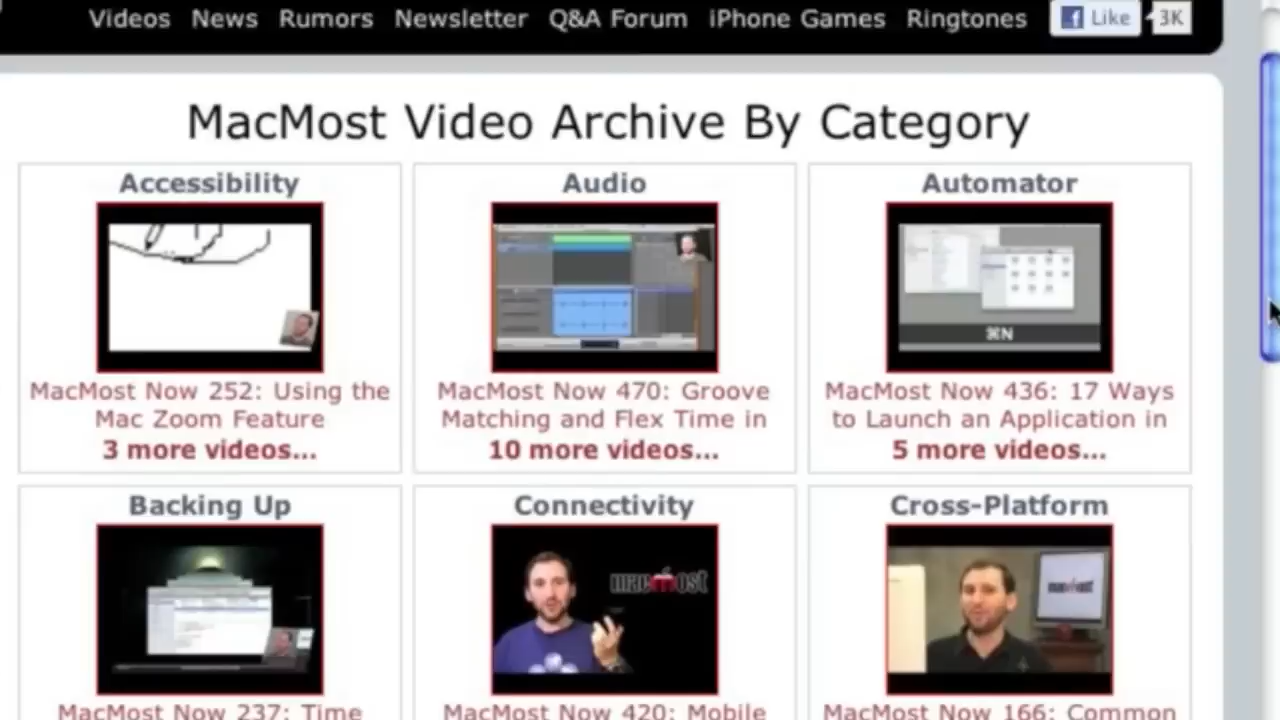 Videos News Rumors Newsletter Q&A Forum iPhone Games Ringtones Like 3K
MacMost Video Archive By Category
Accessibility
MacMost Now 252: Using the
Mac Zoom Feature
3 more videos...
Audio
MacMost Now 470: Groove
Matching and Flex Time in
10 more videos...
Automator
⌘N
MacMost Now 436: 17 Ways
to Launch an Application in
5 more videos...
Backing Up
MacMost Now 237: Time
Connectivity
macmost
MacMost Now 420: Mobile
Cross-Platform
macmost
MacMost Now 166: Common